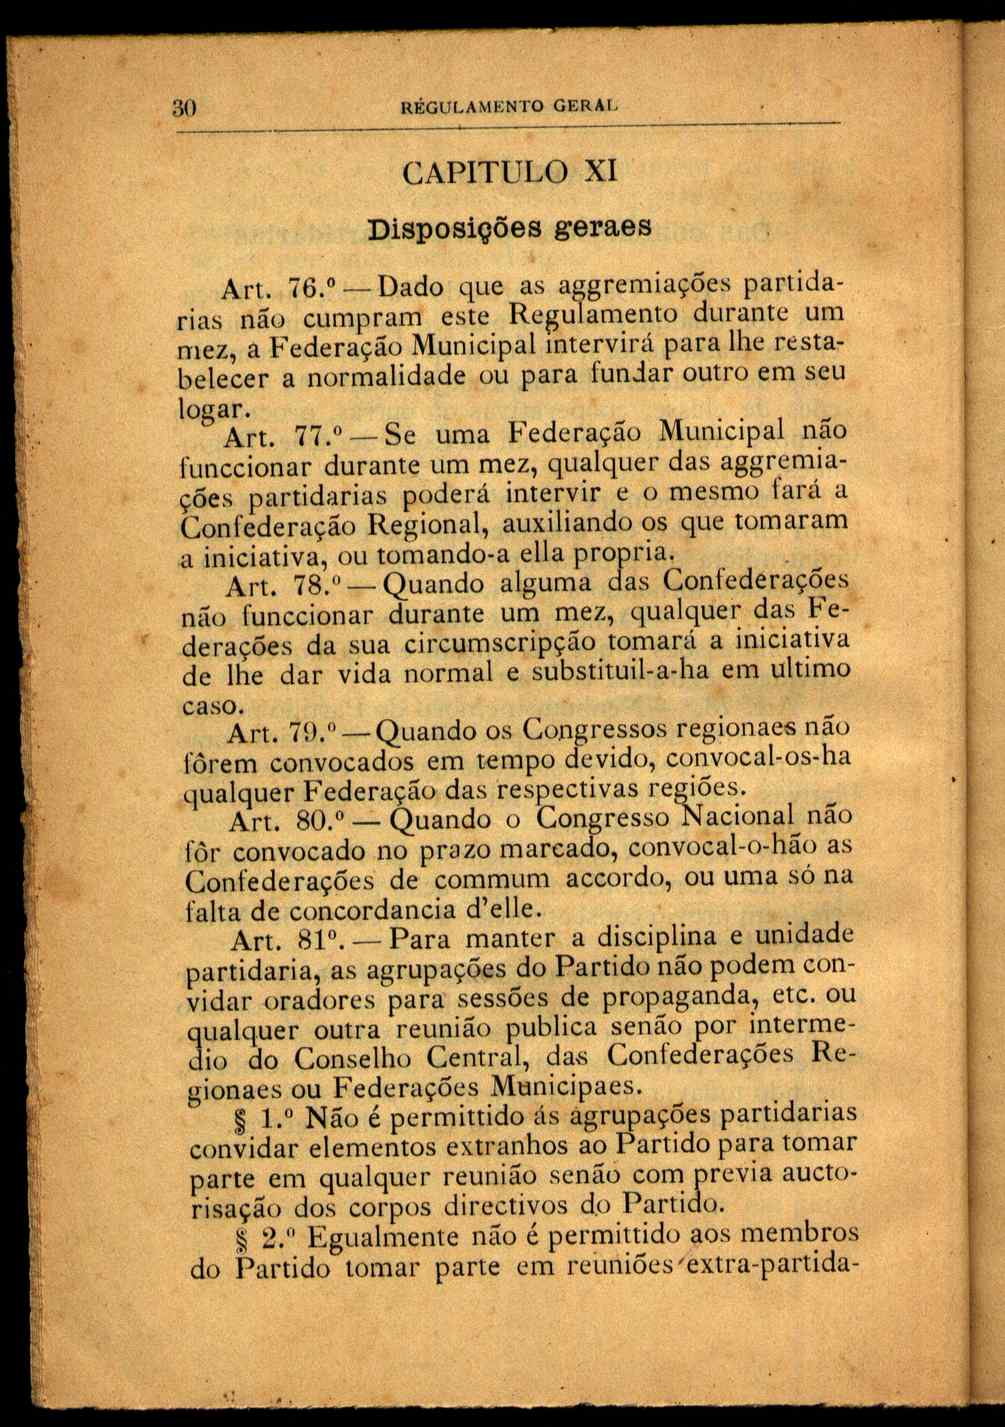 30 RÉGULAMENTO GERAL
CAPITULO XI
Disposições geraes
Art. 76.º — Dado que as aggremiações partida-
rias não cumpram este Regulamento durante um
mez, a Federação Municipal intervirá para lhe resta-
belecer a normalidade ou para fundar outro em seu
logar.
Art. 77.º — Se uma Federação Municipal não
funccionar durante um mez, qualquer das aggremia-
ções partidarias poderá intervir e o mesmo fará a
Confederação Regional, auxiliando os que tomaram
a iniciativa, ou tomando-a ella propria.
Art. 78.º — Quando alguma das Confederações
não funccionar durante um mez, qualquer das Fe-
derações da sua circumscripção tomará a iniciativa
de lhe dar vida normal e substituil-a-ha em ultimo
caso.
Art. 79.º — Quando os Congressos regionaes não
fôrem convocados em tempo devido, convocal-os-ha
qualquer Federação das respectivas regiões.
Art. 80.º — Quando o Congresso Nacional não
fôr convocado no prazo marcado, convocal-o-hão as
Confederações de commum accordo, ou uma só na
falta de concordancia d'elle.
Art. 81º. — Para manter a disciplina e unidade
partidaria, as agrupações do Partido não podem con-
vidar oradores para sessões de propaganda, etc. ou
qualquer outra reunião publica senão por interme-
dio do Conselho Central, das Confederações Re-
gionaes ou Federações Municipaes.
§ 1.º Não é permittido ás agrupações partidarias
convidar elementos extranhos ao Partido para tomar
parte em qualquer reunião senão com previa aucto-
risação dos corpos directivos do Partido.
§ 2.º Egualmente não é permittido aos membros
do Partido tomar parte em reuniões extra-partida-